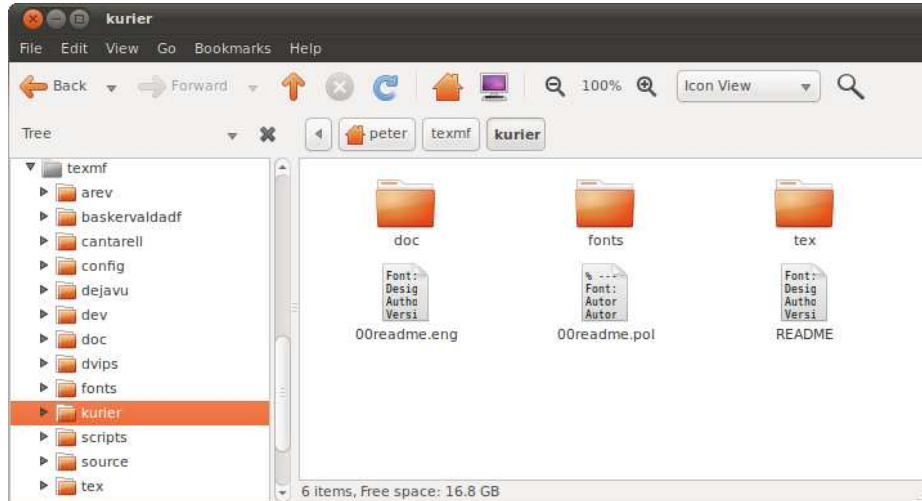 kurier
File Edit View Go Bookmarks Help
Back Forward 100% Icon View
Tree peter texmf kurier
texmf
arev
baskervaldadf
cantarell
config
dejavu
dev
doc
dvips
fonts
kurier
scripts
source
tex
doc fonts tex
Font: % --- Font:
Desig Font: Desig
Autho Autor Autho
Versi Autor Versi
00readme.eng 00readme.pol README
6 items, Free space: 16.8 GB